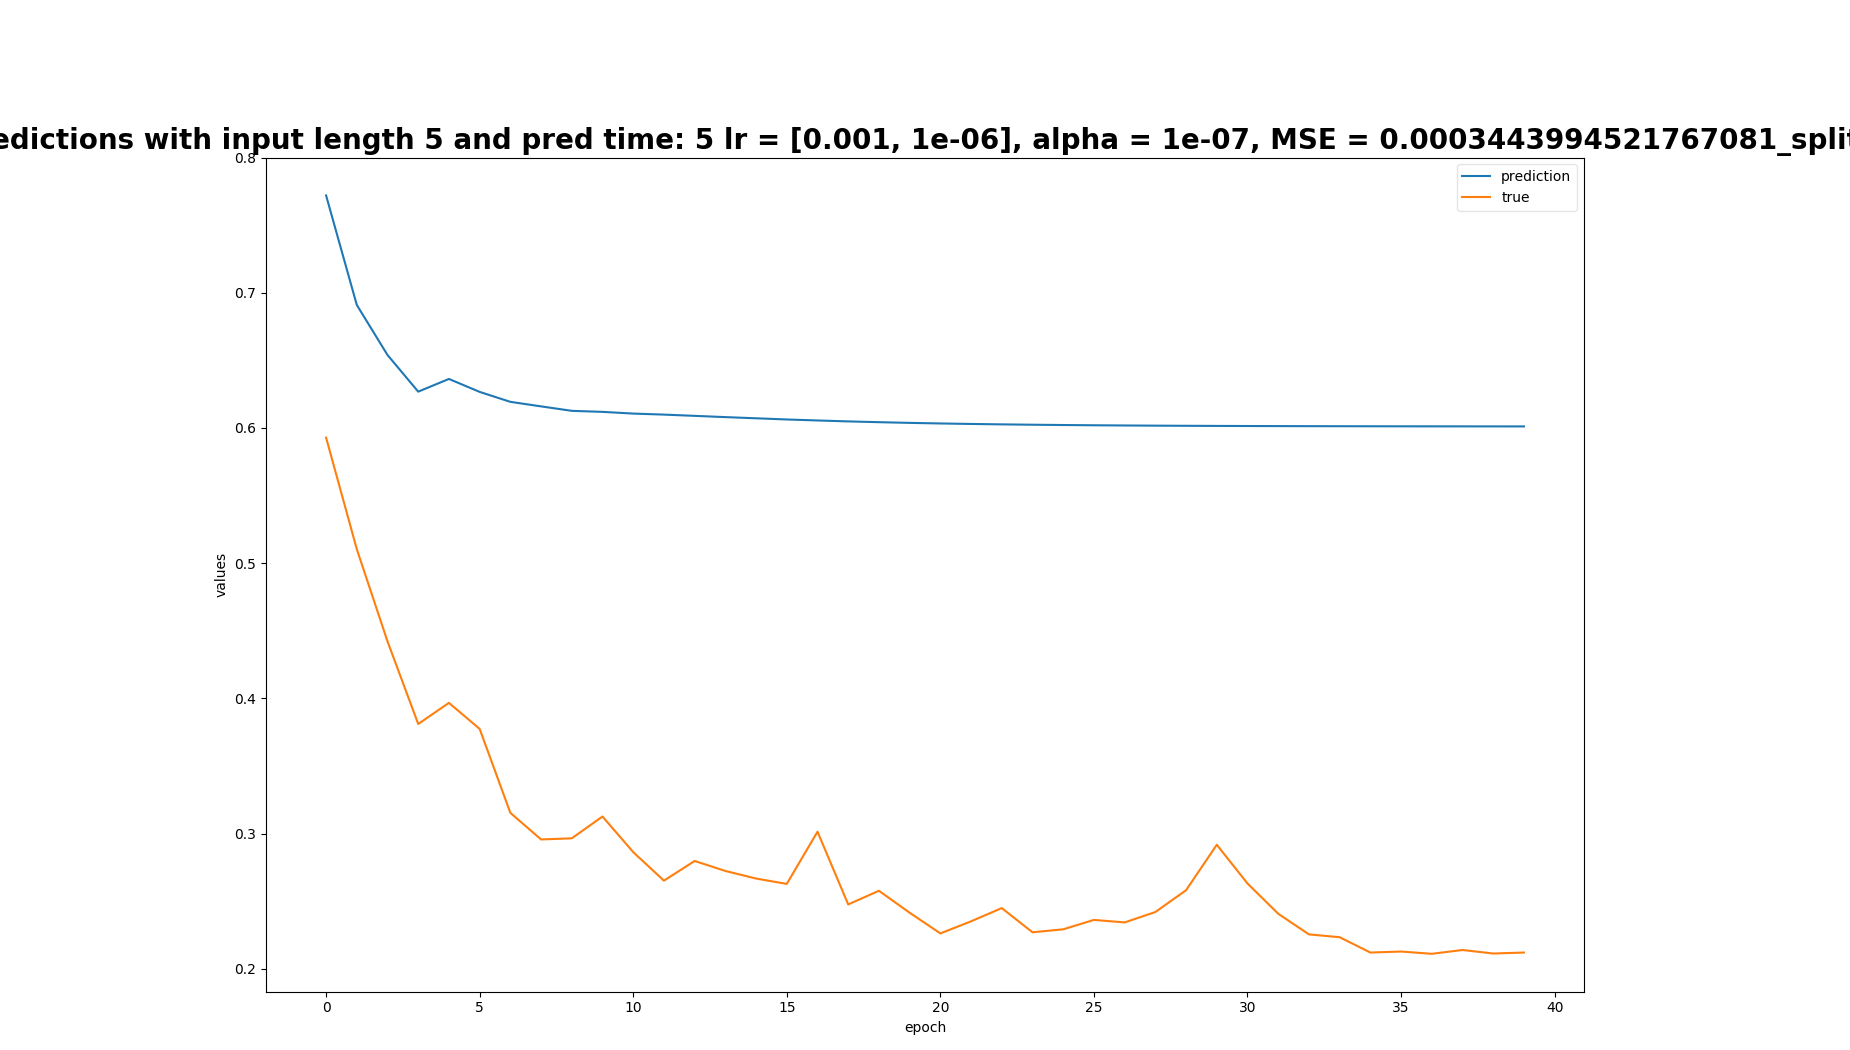 edictions with input length 5 and pred time: 5 lr = [0.001, 1e-06], alpha = 1e-07, MSE = 0.0003443994521767081_split
prediction
true
0.8
0.7
0.6
0.5
0.4
0.3
0.2
values
0 5 10 15 20 25 30 35 40
epoch